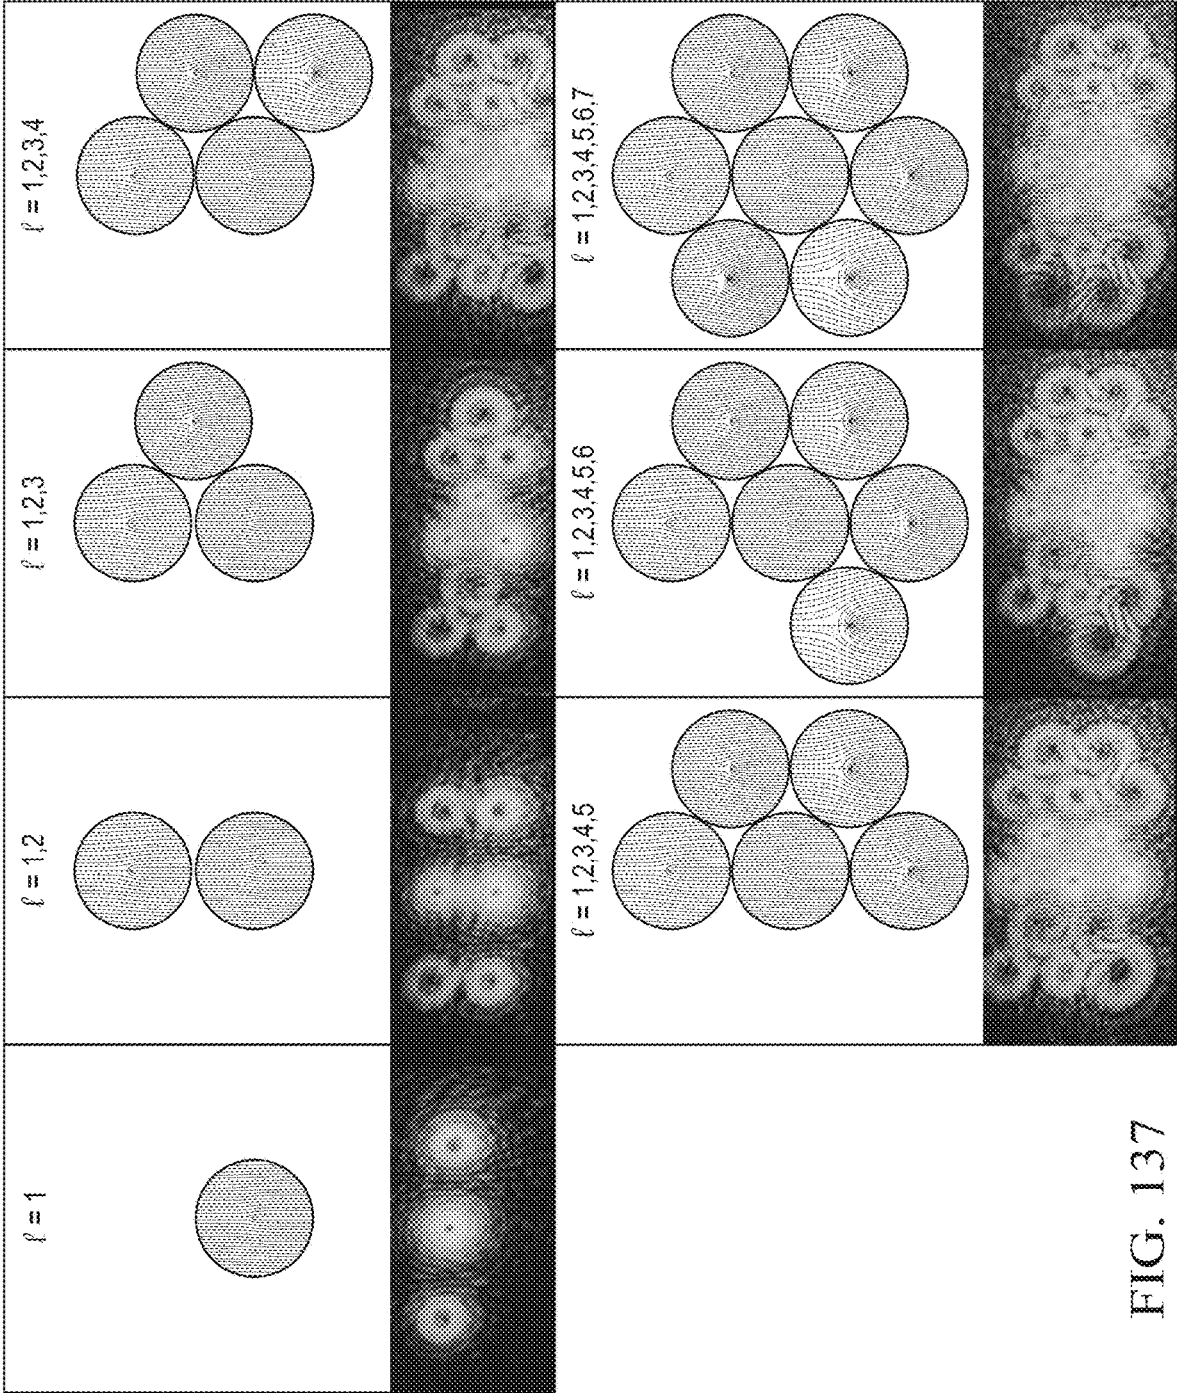 ℓ = 1
ℓ = 1,2
ℓ = 1,2,3
ℓ = 1,2,3,4
ℓ = 1,2,3,4,5
ℓ = 1,2,3,4,5,6
ℓ = 1,2,3,4,5,6,7
FIG. 137